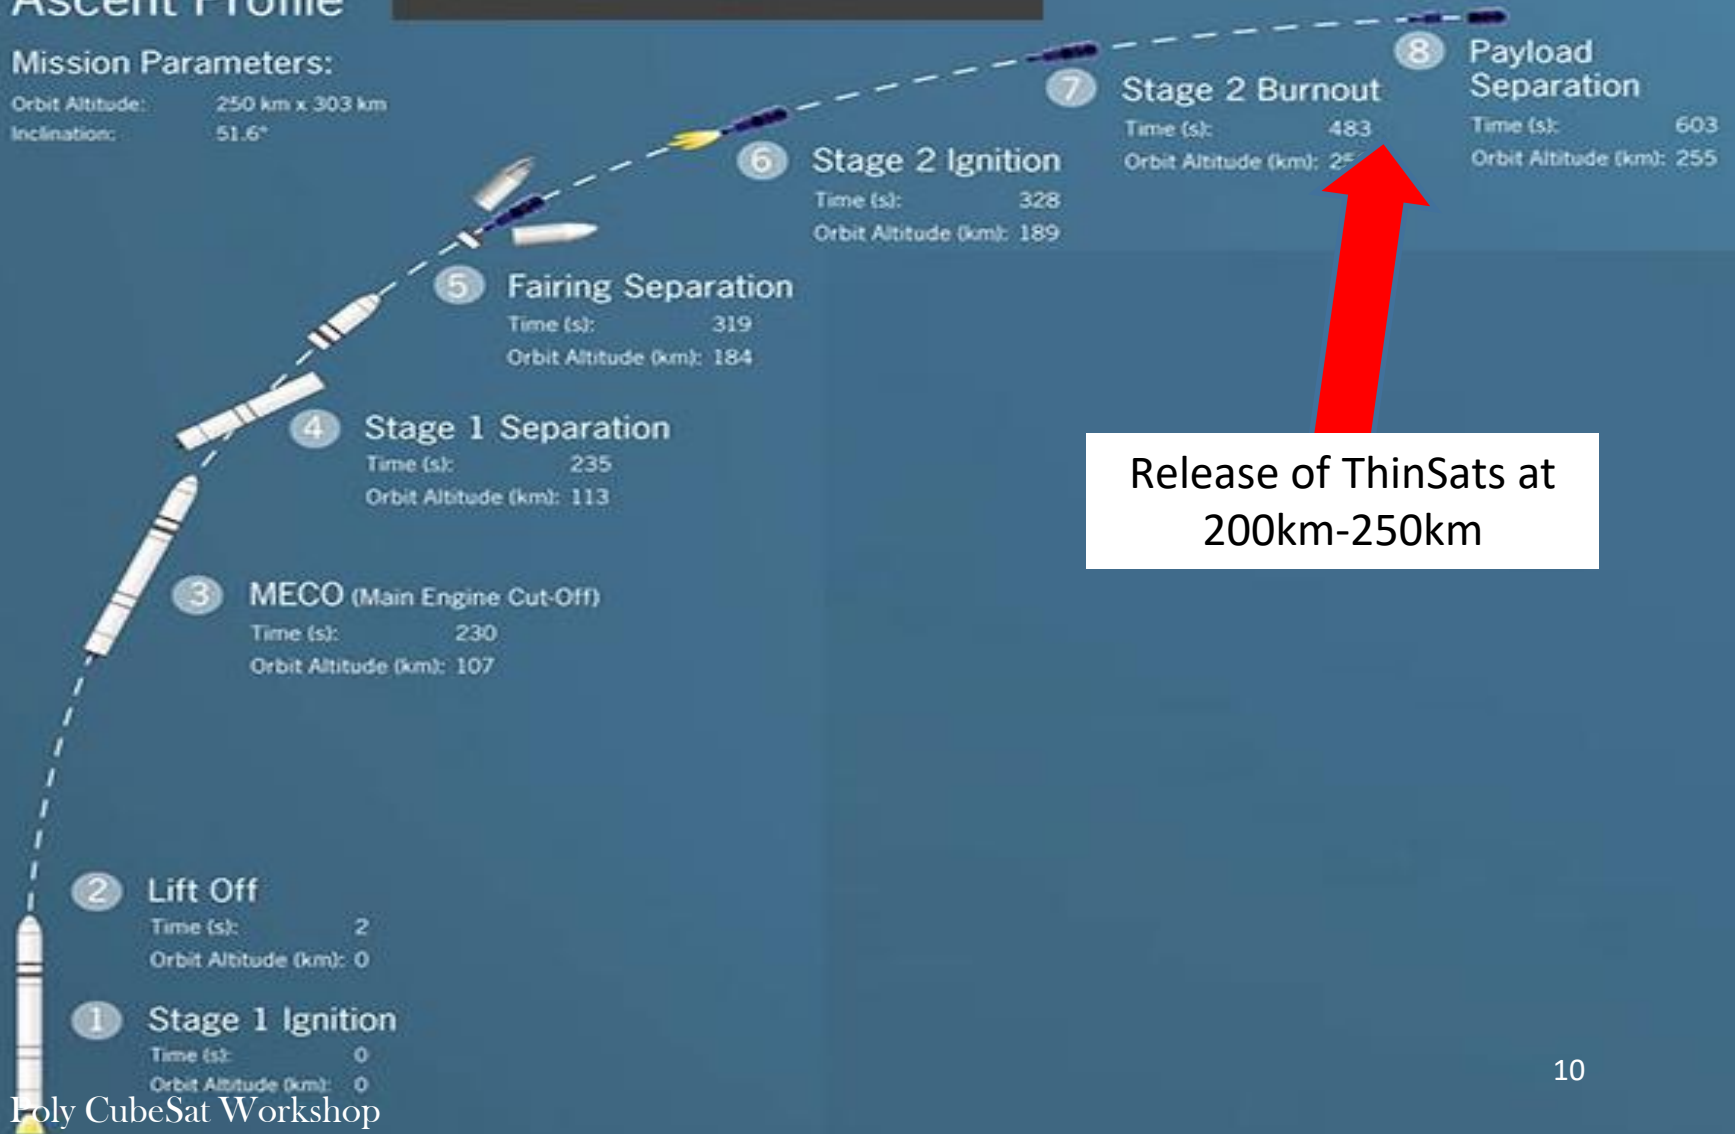 Ascent Profile
Mission Parameters:
Orbit Altitude: 250 km x 303 km
Inclination: 51.6°
8 Payload
Separation
Time (s): 603
Orbit Altitude (km): 255
7 Stage 2 Burnout
Time (s): 483
Orbit Altitude (km):
6 Stage 2 Ignition
Time (s): 328
Orbit Altitude (km): 189
5 Fairing Separation
Time (s): 319
Orbit Altitude (km): 184
4 Stage 1 Separation
Time (s): 235
Orbit Altitude (km): 113
Release of ThinSats at
200km-250km
3 MECO (Main Engine Cut-Off)
Time (s): 230
Orbit Altitude (km): 107
2 Lift Off
Time (s): 2
Orbit Altitude (km): 0
1 Stage 1 Ignition
Time (s): 0
Orbit Altitude (km): 0
Poly CubeSat Workshop
10